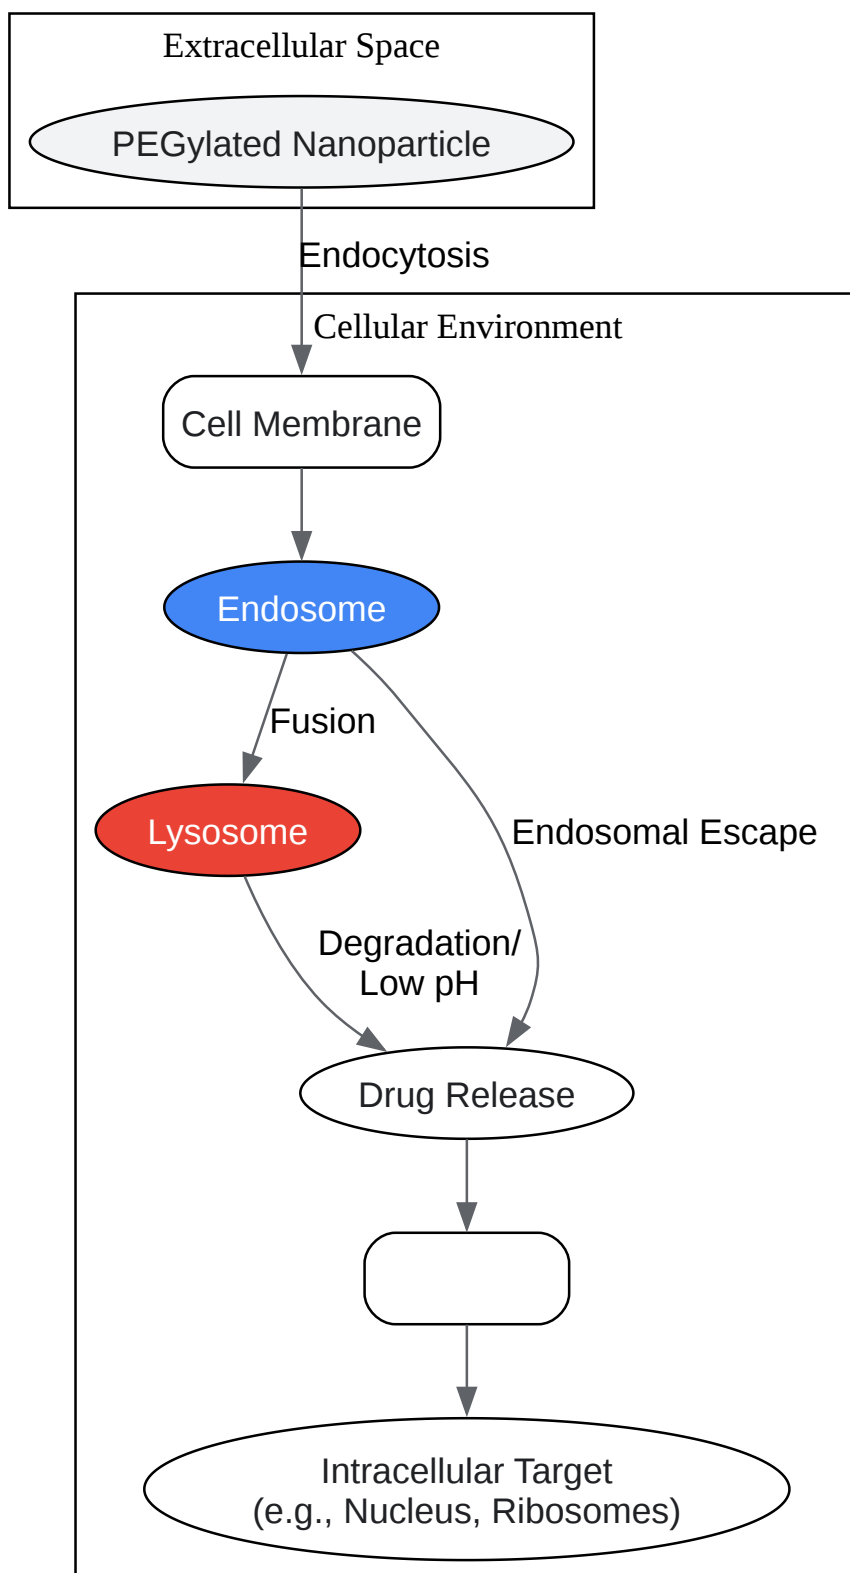 Extracellular Space
PEGylated Nanoparticle
Endocytosis
Cellular Environment
Cell Membrane
Endosome
Fusion
Lysosome
Endosomal Escape
Degradation/
Low pH
Drug Release
Intracellular Target
(e.g., Nucleus, Ribosomes)